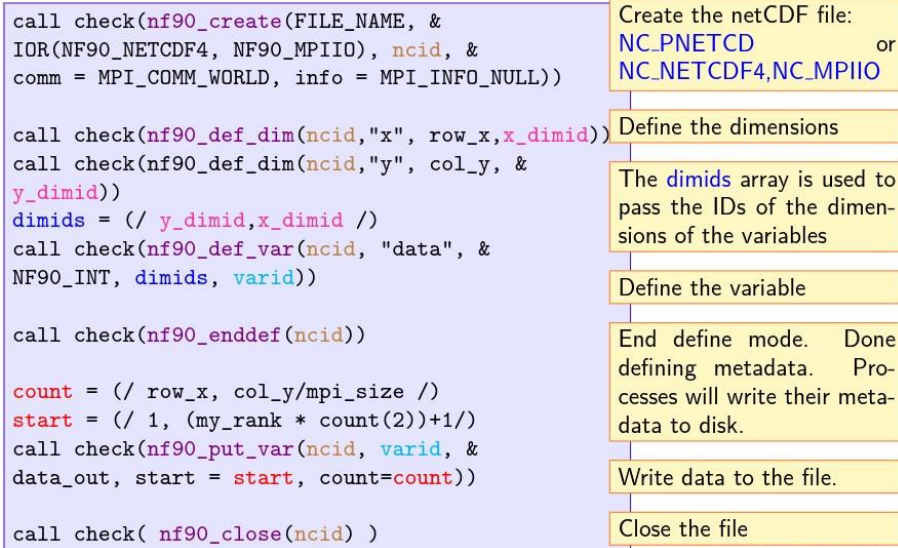 call check(nf90_create(FILE_NAME, &
IOR(NF90_NETCDF4, NF90_MPIIO), ncid, &
comm = MPI_COMM_WORLD, info = MPI_INFO_NULL))
call check(nf90_def_dim(ncid,"x", row_x,x_dimid))
call check(nf90_def_dim(ncid,"y", col_y, &
y_dimid))
dimids = (/ y_dimid,x_dimid /)
call check(nf90_def_var(ncid, "data", &
NF90_INT, dimids, varid))
call check(nf90_enddef(ncid))
count = (/ row_x, col_y/mpi_size /)
start = (/ 1, (my_rank * count(2))+1/)
call check(nf90_put_var(ncid, varid, &
data_out, start = start, count=count))
call check( nf90_close(ncid) )
Create the netCDF file:
NC_PNETCD or
NC_NETCDF4,NC_MPIIO
Define the dimensions
The dimids array is used to
pass the IDs of the dimen-
sions of the variables
Define the variable
End define mode. Done
defining metadata. Pro-
cesses will write their meta-
data to disk.
Write data to the file.
Close the file